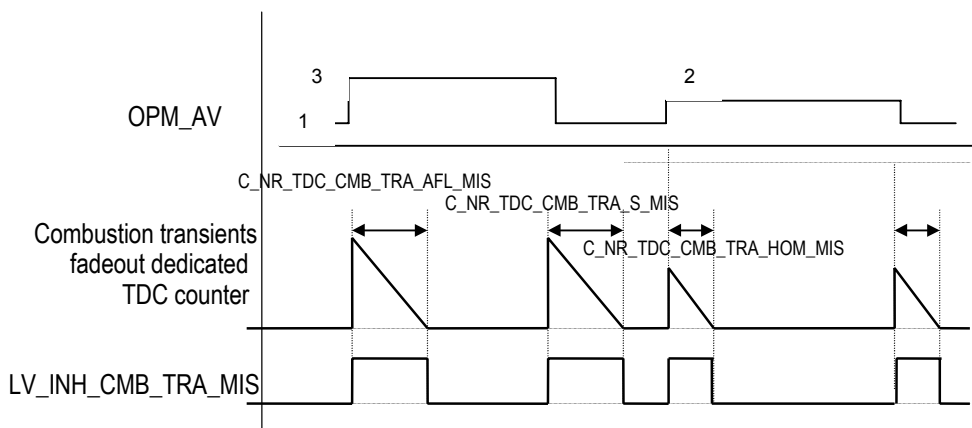 3
2
OPM_AV
1
C_NR_TDC_CMB_TRA_AFL_MIS
C_NR_TDC_CMB_TRA_S_MIS
Combustion transients
C_NR_TDC_CMB_TRA_HOM_MIS
fadeout dedicated
TDC counter
LV_INH_CMB_TRA_MIS